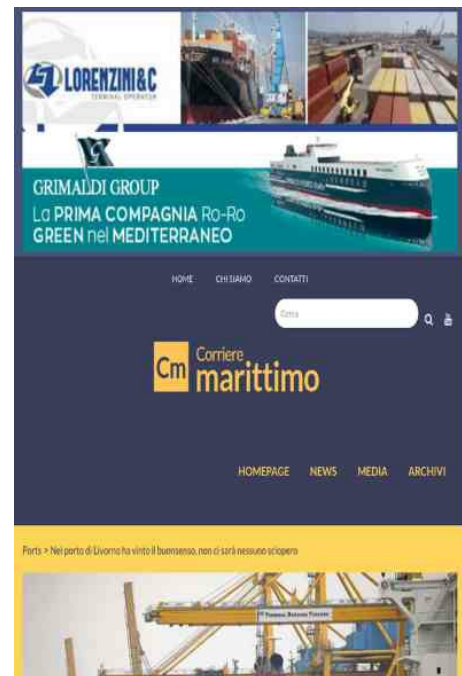 LORENZINI&C
TERMINAL OPERATOR
GRIMALDI GROUP
La PRIMA COMPAGNIA Ro-Ro
GREEN nel MEDITERRANEO
HOME CHI SIAMO CONTATTI
Cerca
Cm Corriere
marittimo
HOMEPAGE NEWS MEDIA ARCHIVI
Ports > Nel porto di Livorno ha vinto il buonsenso, non ci sarà nessuno sciopero